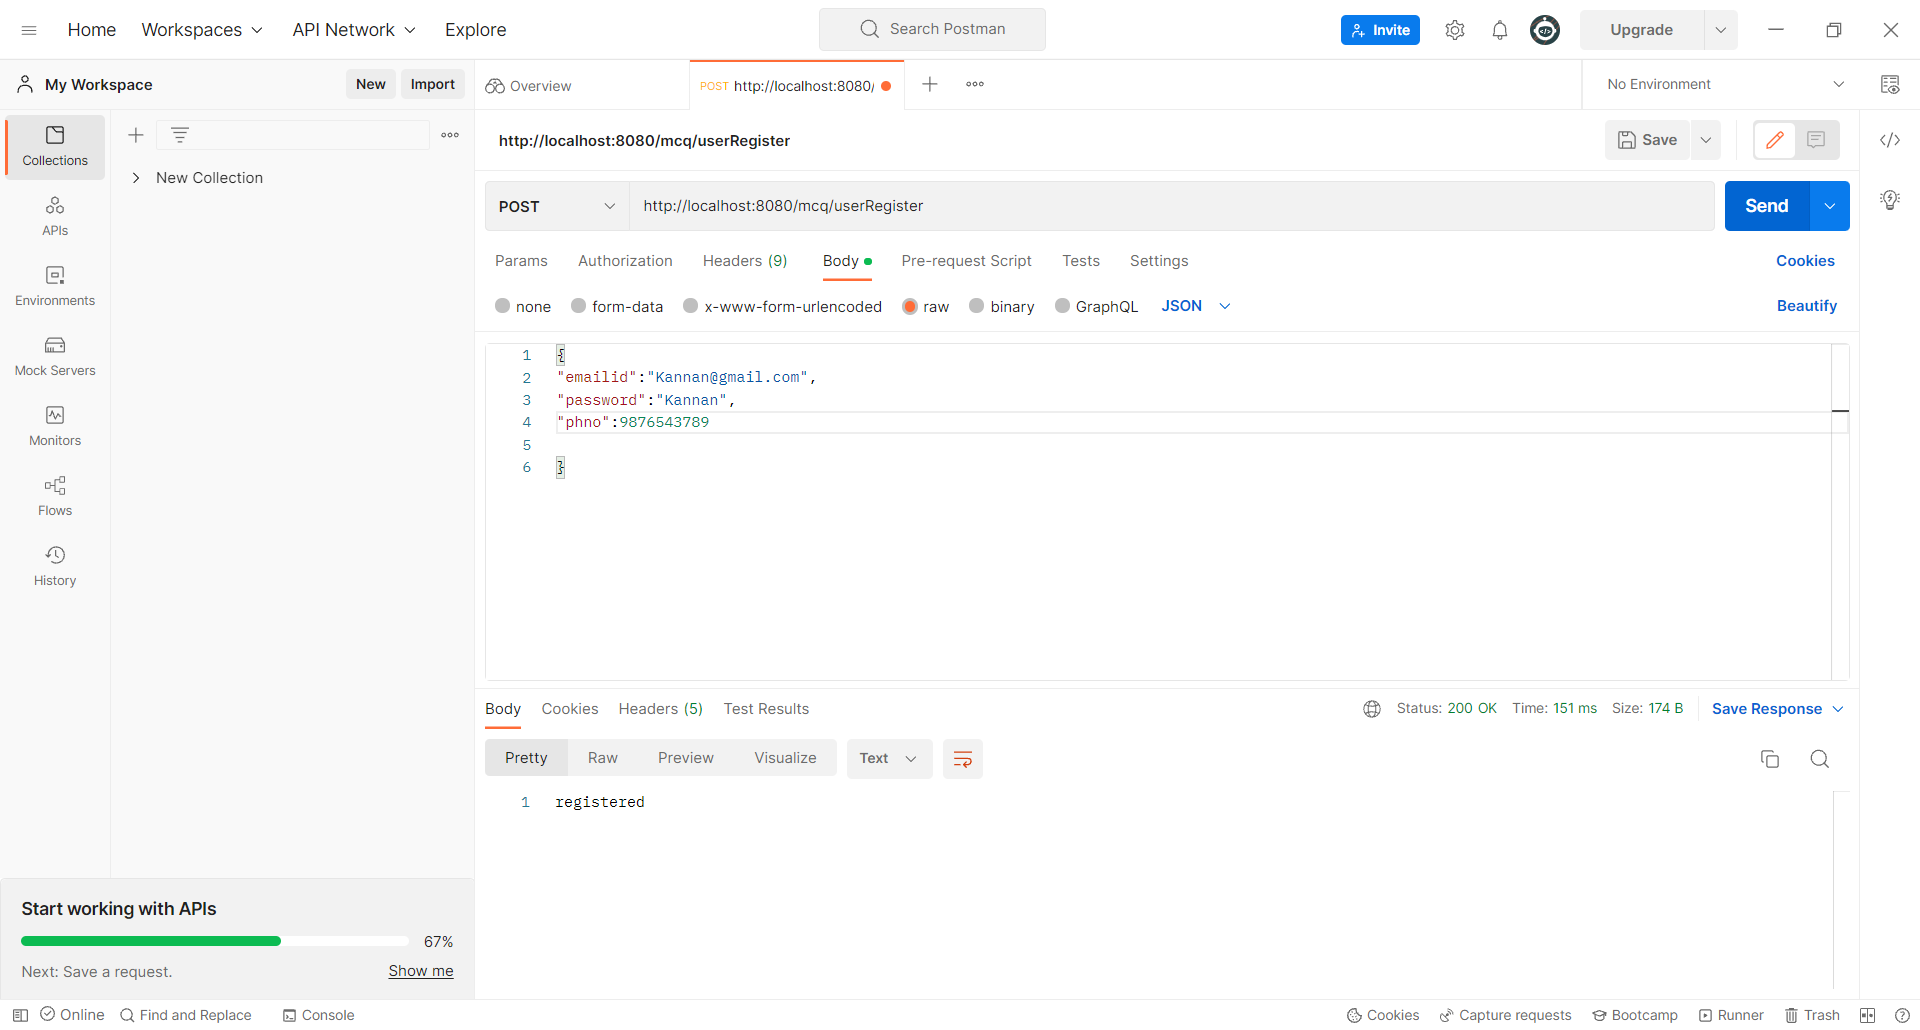 Home Workspaces API Network Explore Search Postman Invite Upgrade
My Workspace New Import Overview POST http://localhost:8080/ No Environment
Collections
APIs
Environments
Mock Servers
Monitors
Flows
History
New Collection
http://localhost:8080/mcq/userRegister Save
POST http://localhost:8080/mcq/userRegister Send
Params Authorization Headers (9) Body Pre-request Script Tests Settings Cookies
none form-data x-www-form-urlencoded raw binary GraphQL JSON Beautify
1 {
2 "emailid":"Kannan@gmail.com",
3 "password":"Kannan",
4 "phno":9876543789
5
6 }
Body Cookies Headers (5) Test Results Status: 200 OK Time: 151 ms Size: 174 B Save Response
Pretty Raw Preview Visualize Text
1 registered
Start working with APIs
67%
Next: Save a request. Show me
Online Find and Replace Console Cookies Capture requests Bootcamp Runner Trash